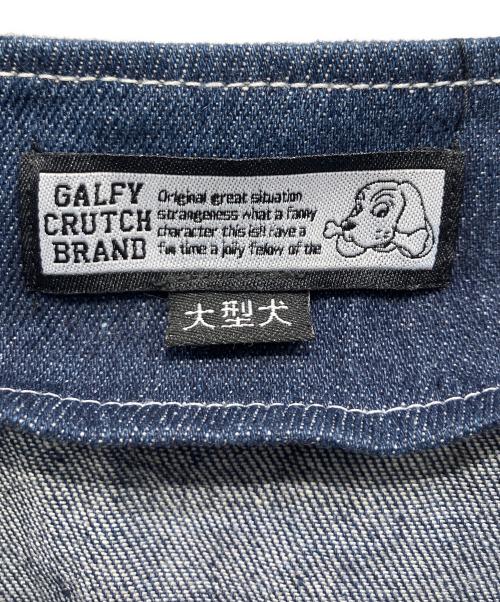 GALFY
CRUTCH
BRAND
Original great situation
strangeness what a fanny
character this is!! Have a
fun time a jolly fellow of the
大型犬